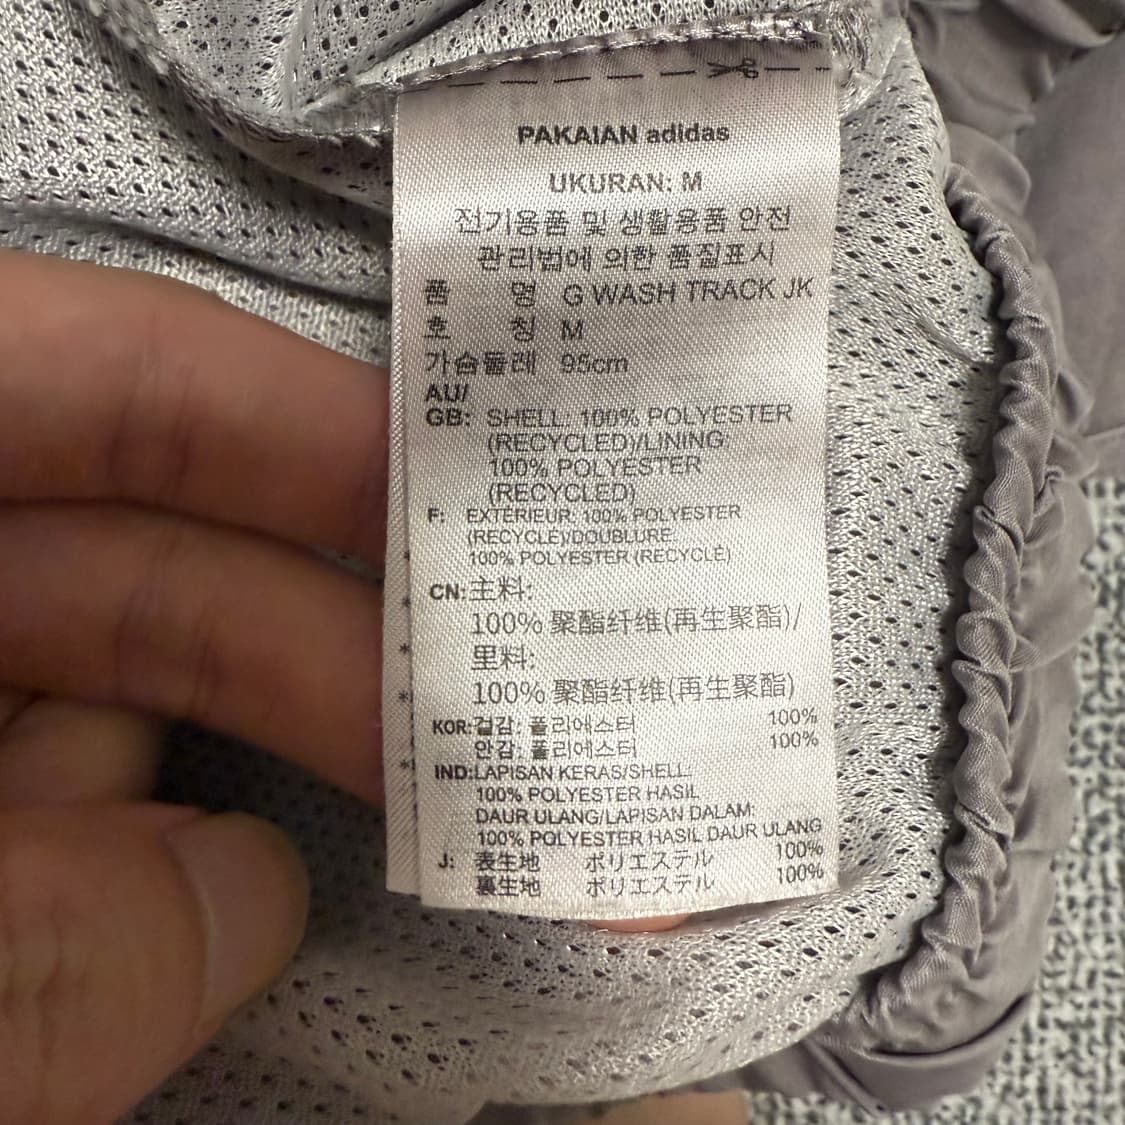 PAKAIAN adidas
UKURAN: M
전기용품 및 생활용품 안전
관리법에 의한 품질표시
품 명 G WASH TRACK JK
호 칭 M
가슴둘레 95cm
AU/
GB: SHELL: 100% POLYESTER
(RECYCLED)/LINING:
100% POLYESTER
(RECYCLED)
F: EXTÉRIEUR: 100% POLYESTER
(RECYCLÉ)/DOUBLURE:
100% POLYESTER (RECYCLÉ)
CN:主料:
100% 聚酯纤维(再生聚酯)/
里料:
100% 聚酯纤维(再生聚酯)
KOR:겉감: 폴리에스터 100%
안감: 폴리에스터 100%
IND:LAPISAN KERAS/SHELL:
100% POLYESTER HASIL
DAUR ULANG/LAPISAN DALAM:
100% POLYESTER HASIL DAUR ULANG
J: 表生地 ポリエステル 100%
裏生地 ポリエステル 100%